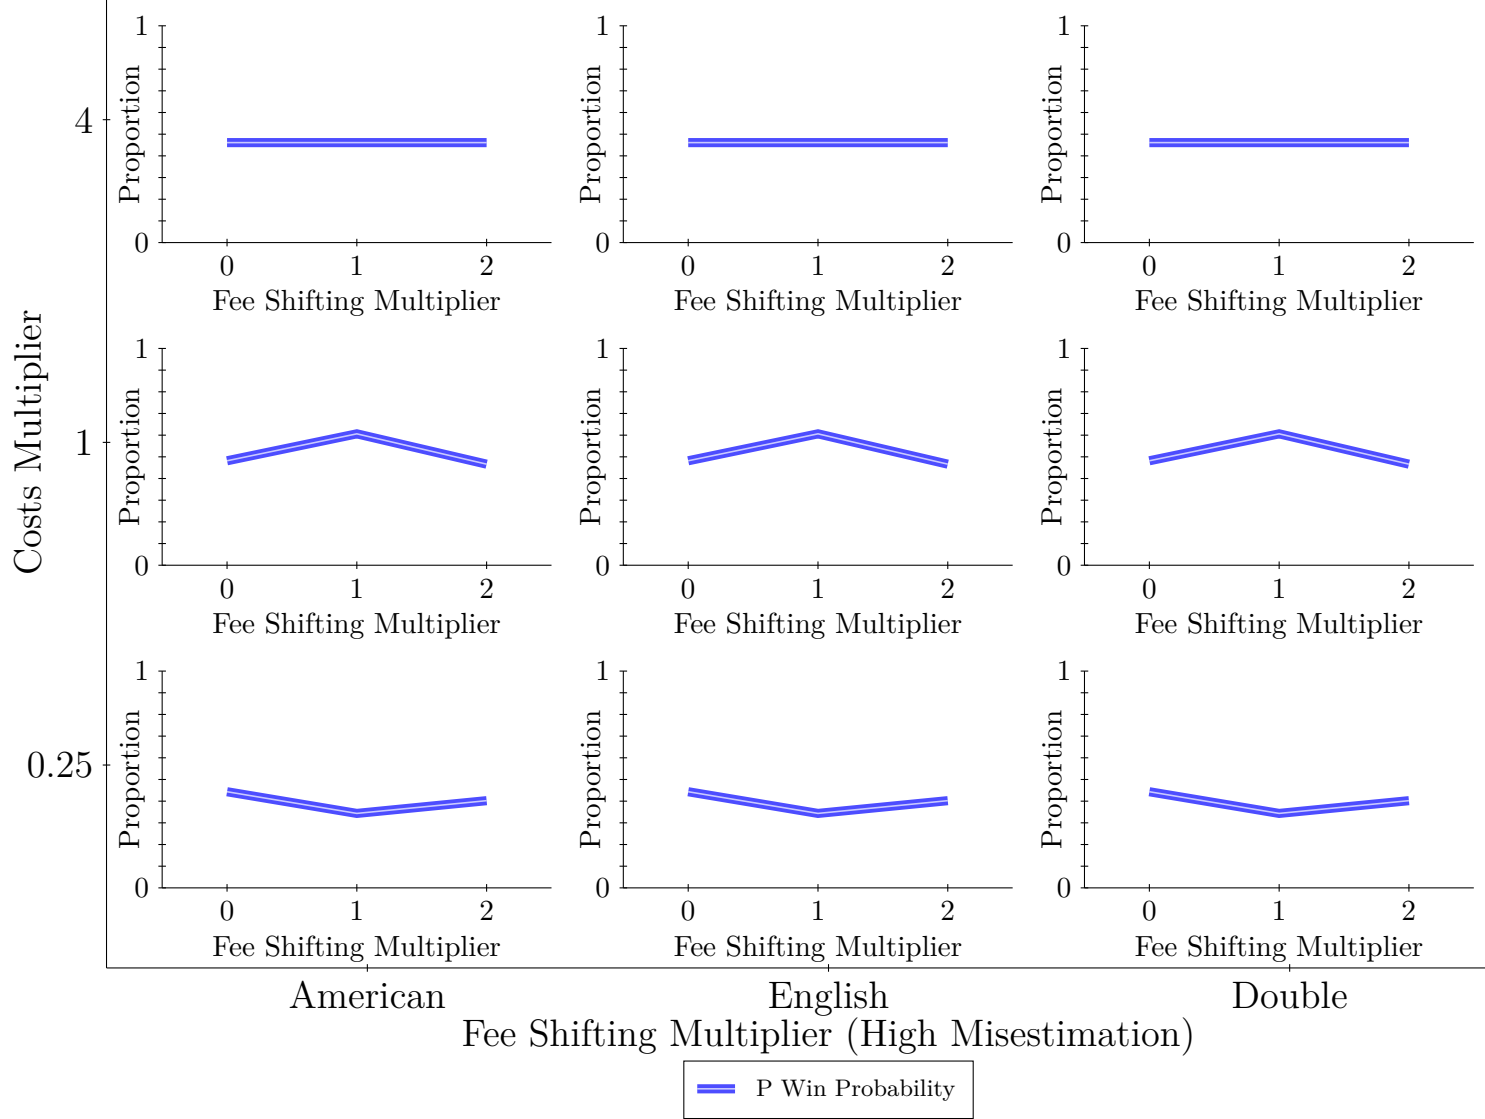 1
Proportion
0
0 1 2
Fee Shifting Multiplier
1
Proportion
0
0 1 2
Fee Shifting Multiplier
1
Proportion
0
0 1 2
Fee Shifting Multiplier
4
1
Proportion
0
0 1 2
Fee Shifting Multiplier
1
Proportion
0
0 1 2
Fee Shifting Multiplier
1
Proportion
0
0 1 2
Fee Shifting Multiplier
1
Costs Multiplier
1
Proportion
0
0 1 2
Fee Shifting Multiplier
1
Proportion
0
0 1 2
Fee Shifting Multiplier
1
Proportion
0
0 1 2
Fee Shifting Multiplier
0.25
American English Double
Fee Shifting Multiplier (High Misestimation)
P Win Probability